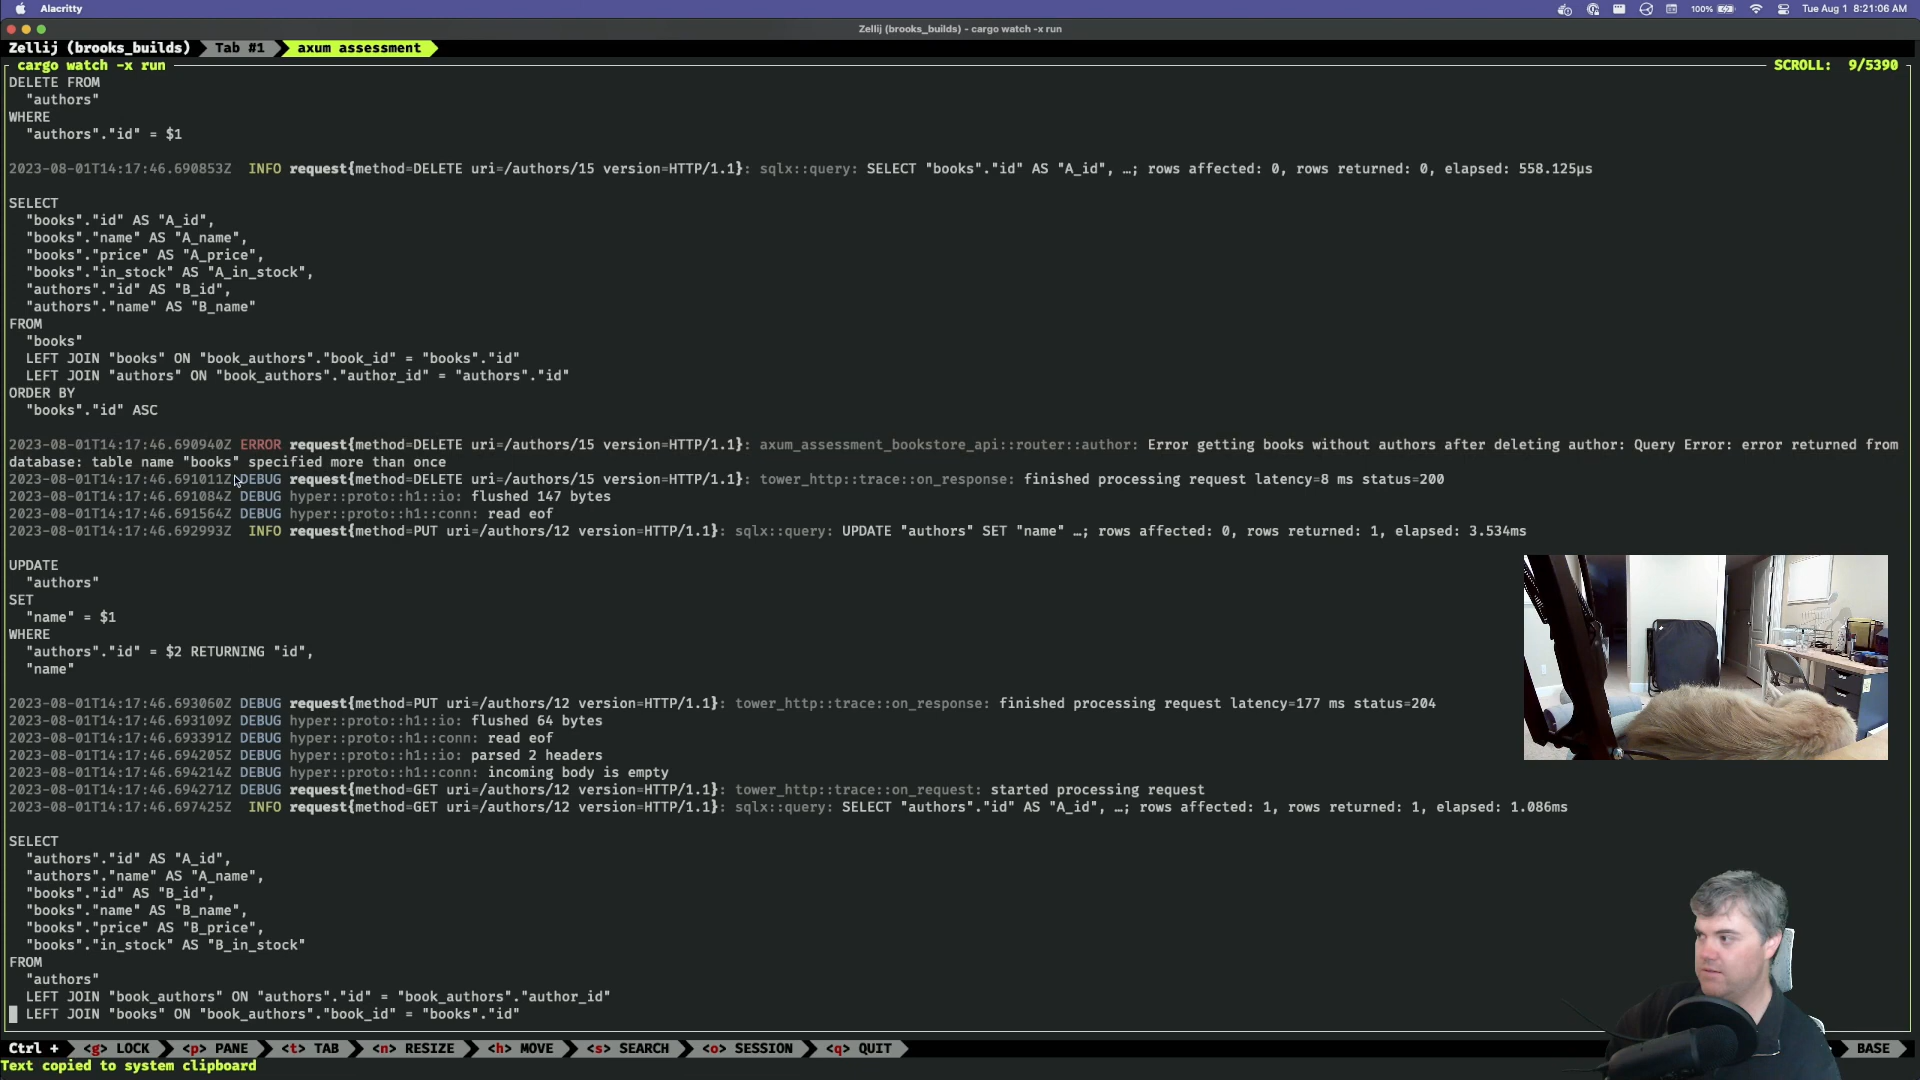 Alacritty
100%
Tue Aug 1 8:21:06 AM
Zellij (brooks_builds) - cargo watch -x run
Zellij (brooks_builds) Tab #1 axum assessment
cargo watch -x run SCROLL: 9/5390
DELETE FROM
"authors"
WHERE
"authors"."id" = $1
2023-08-01T14:17:46.690853Z INFO request{method=DELETE uri=/authors/15 version=HTTP/1.1}: sqlx::query: SELECT "books"."id" AS "A_id", …; rows affected: 0, rows returned: 0, elapsed: 558.125µs
SELECT
"books"."id" AS "A_id",
"books"."name" AS "A_name",
"books"."price" AS "A_price",
"books"."in_stock" AS "A_in_stock",
"authors"."id" AS "B_id",
"authors"."name" AS "B_name"
FROM
"books"
LEFT JOIN "books" ON "book_authors"."book_id" = "books"."id"
LEFT JOIN "authors" ON "book_authors"."author_id" = "authors"."id"
ORDER BY
"books"."id" ASC
2023-08-01T14:17:46.690940Z ERROR request{method=DELETE uri=/authors/15 version=HTTP/1.1}: axum_assessment_bookstore_api::router::author: Error getting books without authors after deleting author: Query Error: error returned from
database: table name "books" specified more than once
2023-08-01T14:17:46.691011Z DEBUG request{method=DELETE uri=/authors/15 version=HTTP/1.1}: tower_http::trace::on_response: finished processing request latency=8 ms status=200
2023-08-01T14:17:46.691084Z DEBUG hyper::proto::h1::io: flushed 147 bytes
2023-08-01T14:17:46.691564Z DEBUG hyper::proto::h1::conn: read eof
2023-08-01T14:17:46.692993Z INFO request{method=PUT uri=/authors/12 version=HTTP/1.1}: sqlx::query: UPDATE "authors" SET "name" …; rows affected: 0, rows returned: 1, elapsed: 3.534ms
UPDATE
"authors"
SET
"name" = $1
WHERE
"authors"."id" = $2 RETURNING "id",
"name"
2023-08-01T14:17:46.693060Z DEBUG request{method=PUT uri=/authors/12 version=HTTP/1.1}: tower_http::trace::on_response: finished processing request latency=177 ms status=204
2023-08-01T14:17:46.693109Z DEBUG hyper::proto::h1::io: flushed 64 bytes
2023-08-01T14:17:46.693391Z DEBUG hyper::proto::h1::conn: read eof
2023-08-01T14:17:46.694205Z DEBUG hyper::proto::h1::io: parsed 2 headers
2023-08-01T14:17:46.694214Z DEBUG hyper::proto::h1::conn: incoming body is empty
2023-08-01T14:17:46.694271Z DEBUG request{method=GET uri=/authors/12 version=HTTP/1.1}: tower_http::trace::on_request: started processing request
2023-08-01T14:17:46.697425Z INFO request{method=GET uri=/authors/12 version=HTTP/1.1}: sqlx::query: SELECT "authors"."id" AS "A_id", …; rows affected: 1, rows returned: 1, elapsed: 1.086ms
SELECT
"authors"."id" AS "A_id",
"authors"."name" AS "A_name",
"books"."id" AS "B_id",
"books"."name" AS "B_name",
"books"."price" AS "B_price",
"books"."in_stock" AS "B_in_stock"
FROM
"authors"
LEFT JOIN "book_authors" ON "authors"."id" = "book_authors"."author_id"
LEFT JOIN "books" ON "book_authors"."book_id" = "books"."id"
Ctrl + <g> LOCK <p> PANE <t> TAB <n> RESIZE <h> MOVE <s> SEARCH <o> SESSION <q> QUIT BASE
Text copied to system clipboard